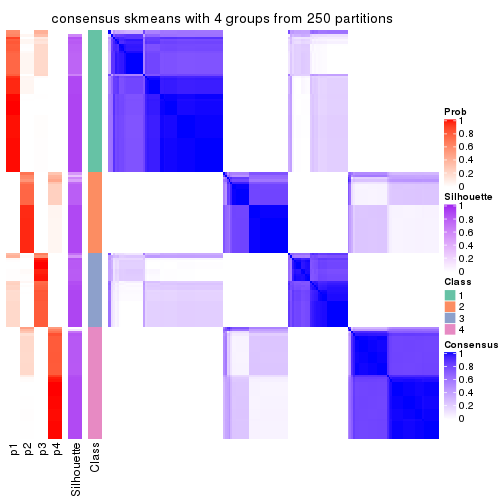 consensus skmeans with 4 groups from 250 partitions
Prob
1
0.8
0.6
0.4
0.2
0
Silhouette
1
0.8
0.6
0.4
0.2
0
Class
1
2
3
4
Consensus
1
0.8
0.6
0.4
0.2
0
p1
p2
p3
p4
Silhouette
Class